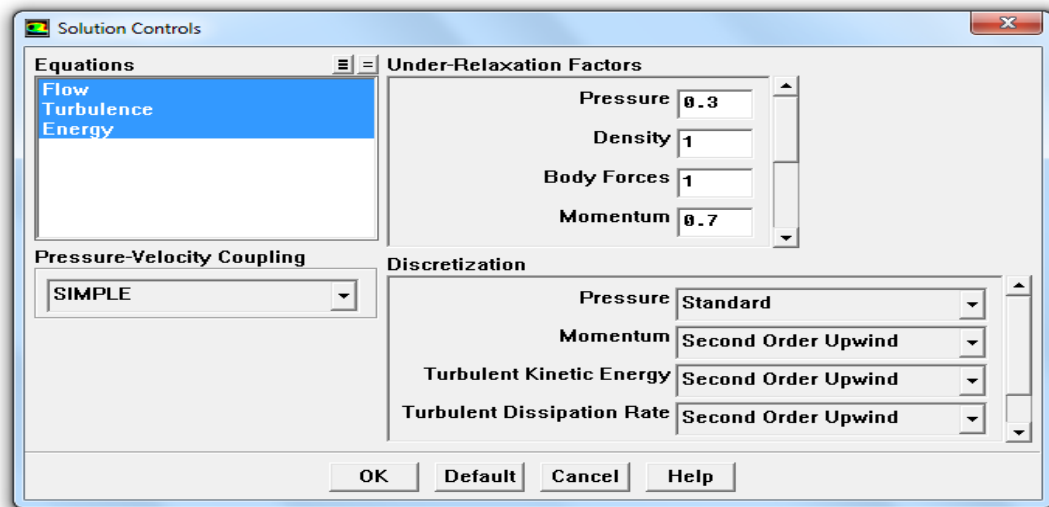 Solution Controls
Equations
Flow
Turbulence
Energy
Pressure-Velocity Coupling
SIMPLE
Under-Relaxation Factors
Pressure 0.3
Density 1
Body Forces 1
Momentum 0.7
Discretization
Pressure Standard
Momentum Second Order Upwind
Turbulent Kinetic Energy Second Order Upwind
Turbulent Dissipation Rate Second Order Upwind
OK Default Cancel Help